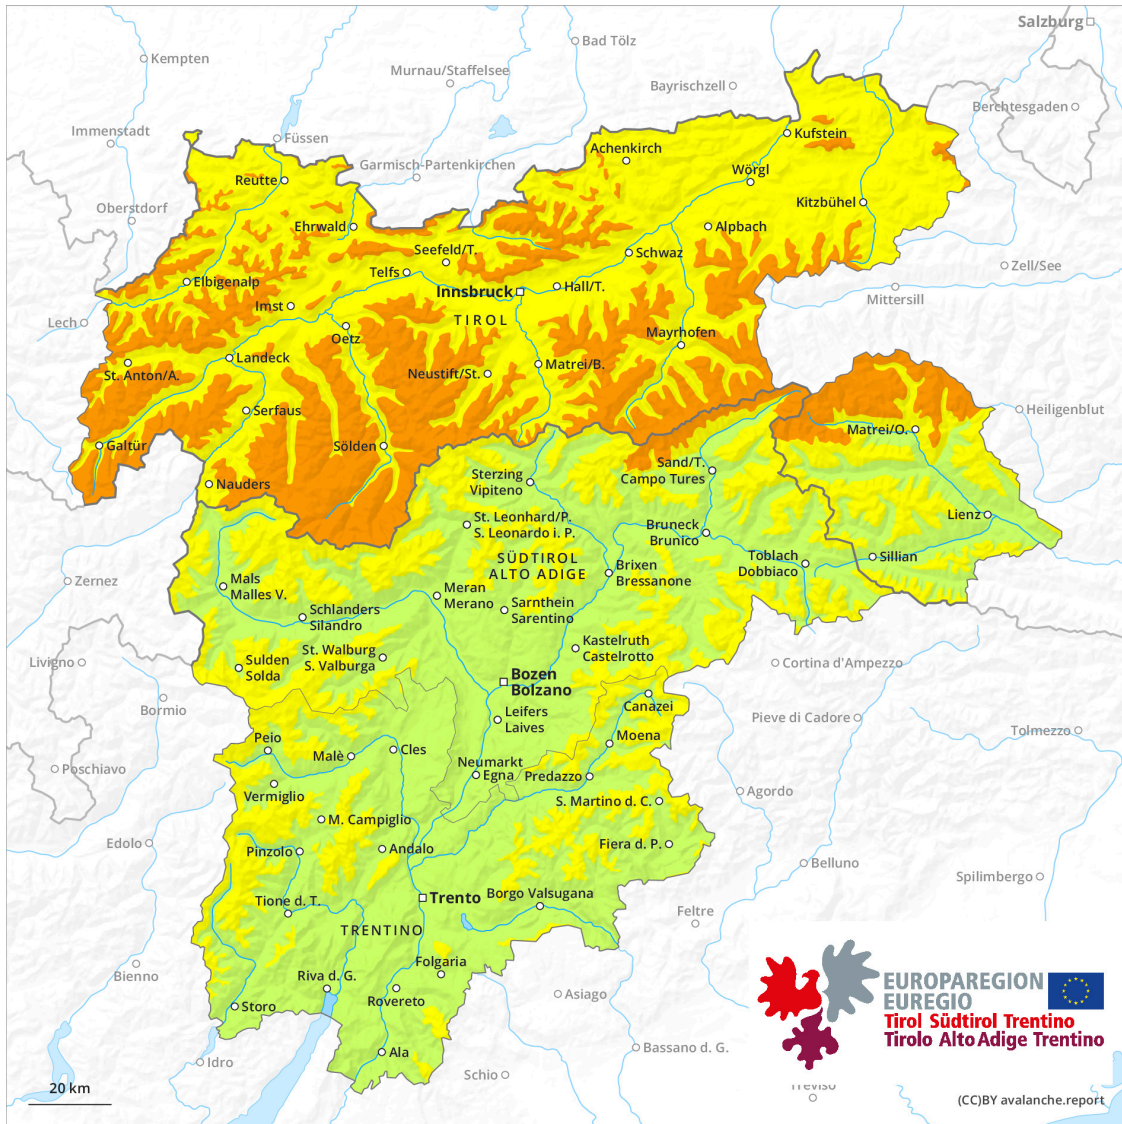 Salzburg
Bad Tölz
Kempten
Murnau/Staffelsee
Bayrischzell
Berchtesgaden
Immenstadt
Füssen
Kufstein
Achenkirch
Garmisch-Partenkirchen
Wörgl
Reutte
Kitzbühel
Oberstdorf
Ehrwald
Alpbach
Seefeld/T.
Schwaz
Telfs
Zell/See
Elbigenalp
Hall/T.
Innsbruck
Mittersill
Imst
TIROL
Lech
Mayrhofen
Oetz
Landeck
Matrei/B.
St. Anton/A.
Neustift/St.
Serfaus
Heiligenblut
Matrei/O.
Galtür
Sölden
Sand/T.
Campo Tures
Sterzing
Vipiteno
Nauders
Lienz
St. Leonhard/P.
S. Leonardo i. P.
Bruneck
Brunico
SÜDTIROL
ALTO ADIGE
Toblach
Dobbiaco
Sillian
Brixen
Bressanone
Zernez
Mals
Malles V.
Meran
Merano
Sarnthein
Sarentino
Schlanders
Silandro
Kastelruth
Castelrotto
St. Walburg
S. Valburga
Livigno
Sulden
Solda
Cortina d'Ampezzo
Bozen
Bolzano
Bormio
Canazei
Leifers
Laives
Pieve di Cadore
Tolmezzo
Peio
Moena
Cles
Malè
Poschiavo
Neumarkt
Egna
Predazzo
Vermiglio
Agordo
S. Martino d. C.
M. Campiglio
Edolo
Pinzolo
Andalo
Fiera d. P.
Belluno
Spilimbergo
Trento
Borgo Valsugana
Tione d. T.
Feltre
TRENTINO
Folgaria
Bienno
Riva d. G.
EUROPAREGION
EUREGIO
Tirol Südtirol Trentino
Tirolo Alto Adige Trentino
Asiago
Rovereto
Storo
Bassano d. G.
Ala
Idro
Schio
Treviso
20 km
(CC)BY avalanche.report